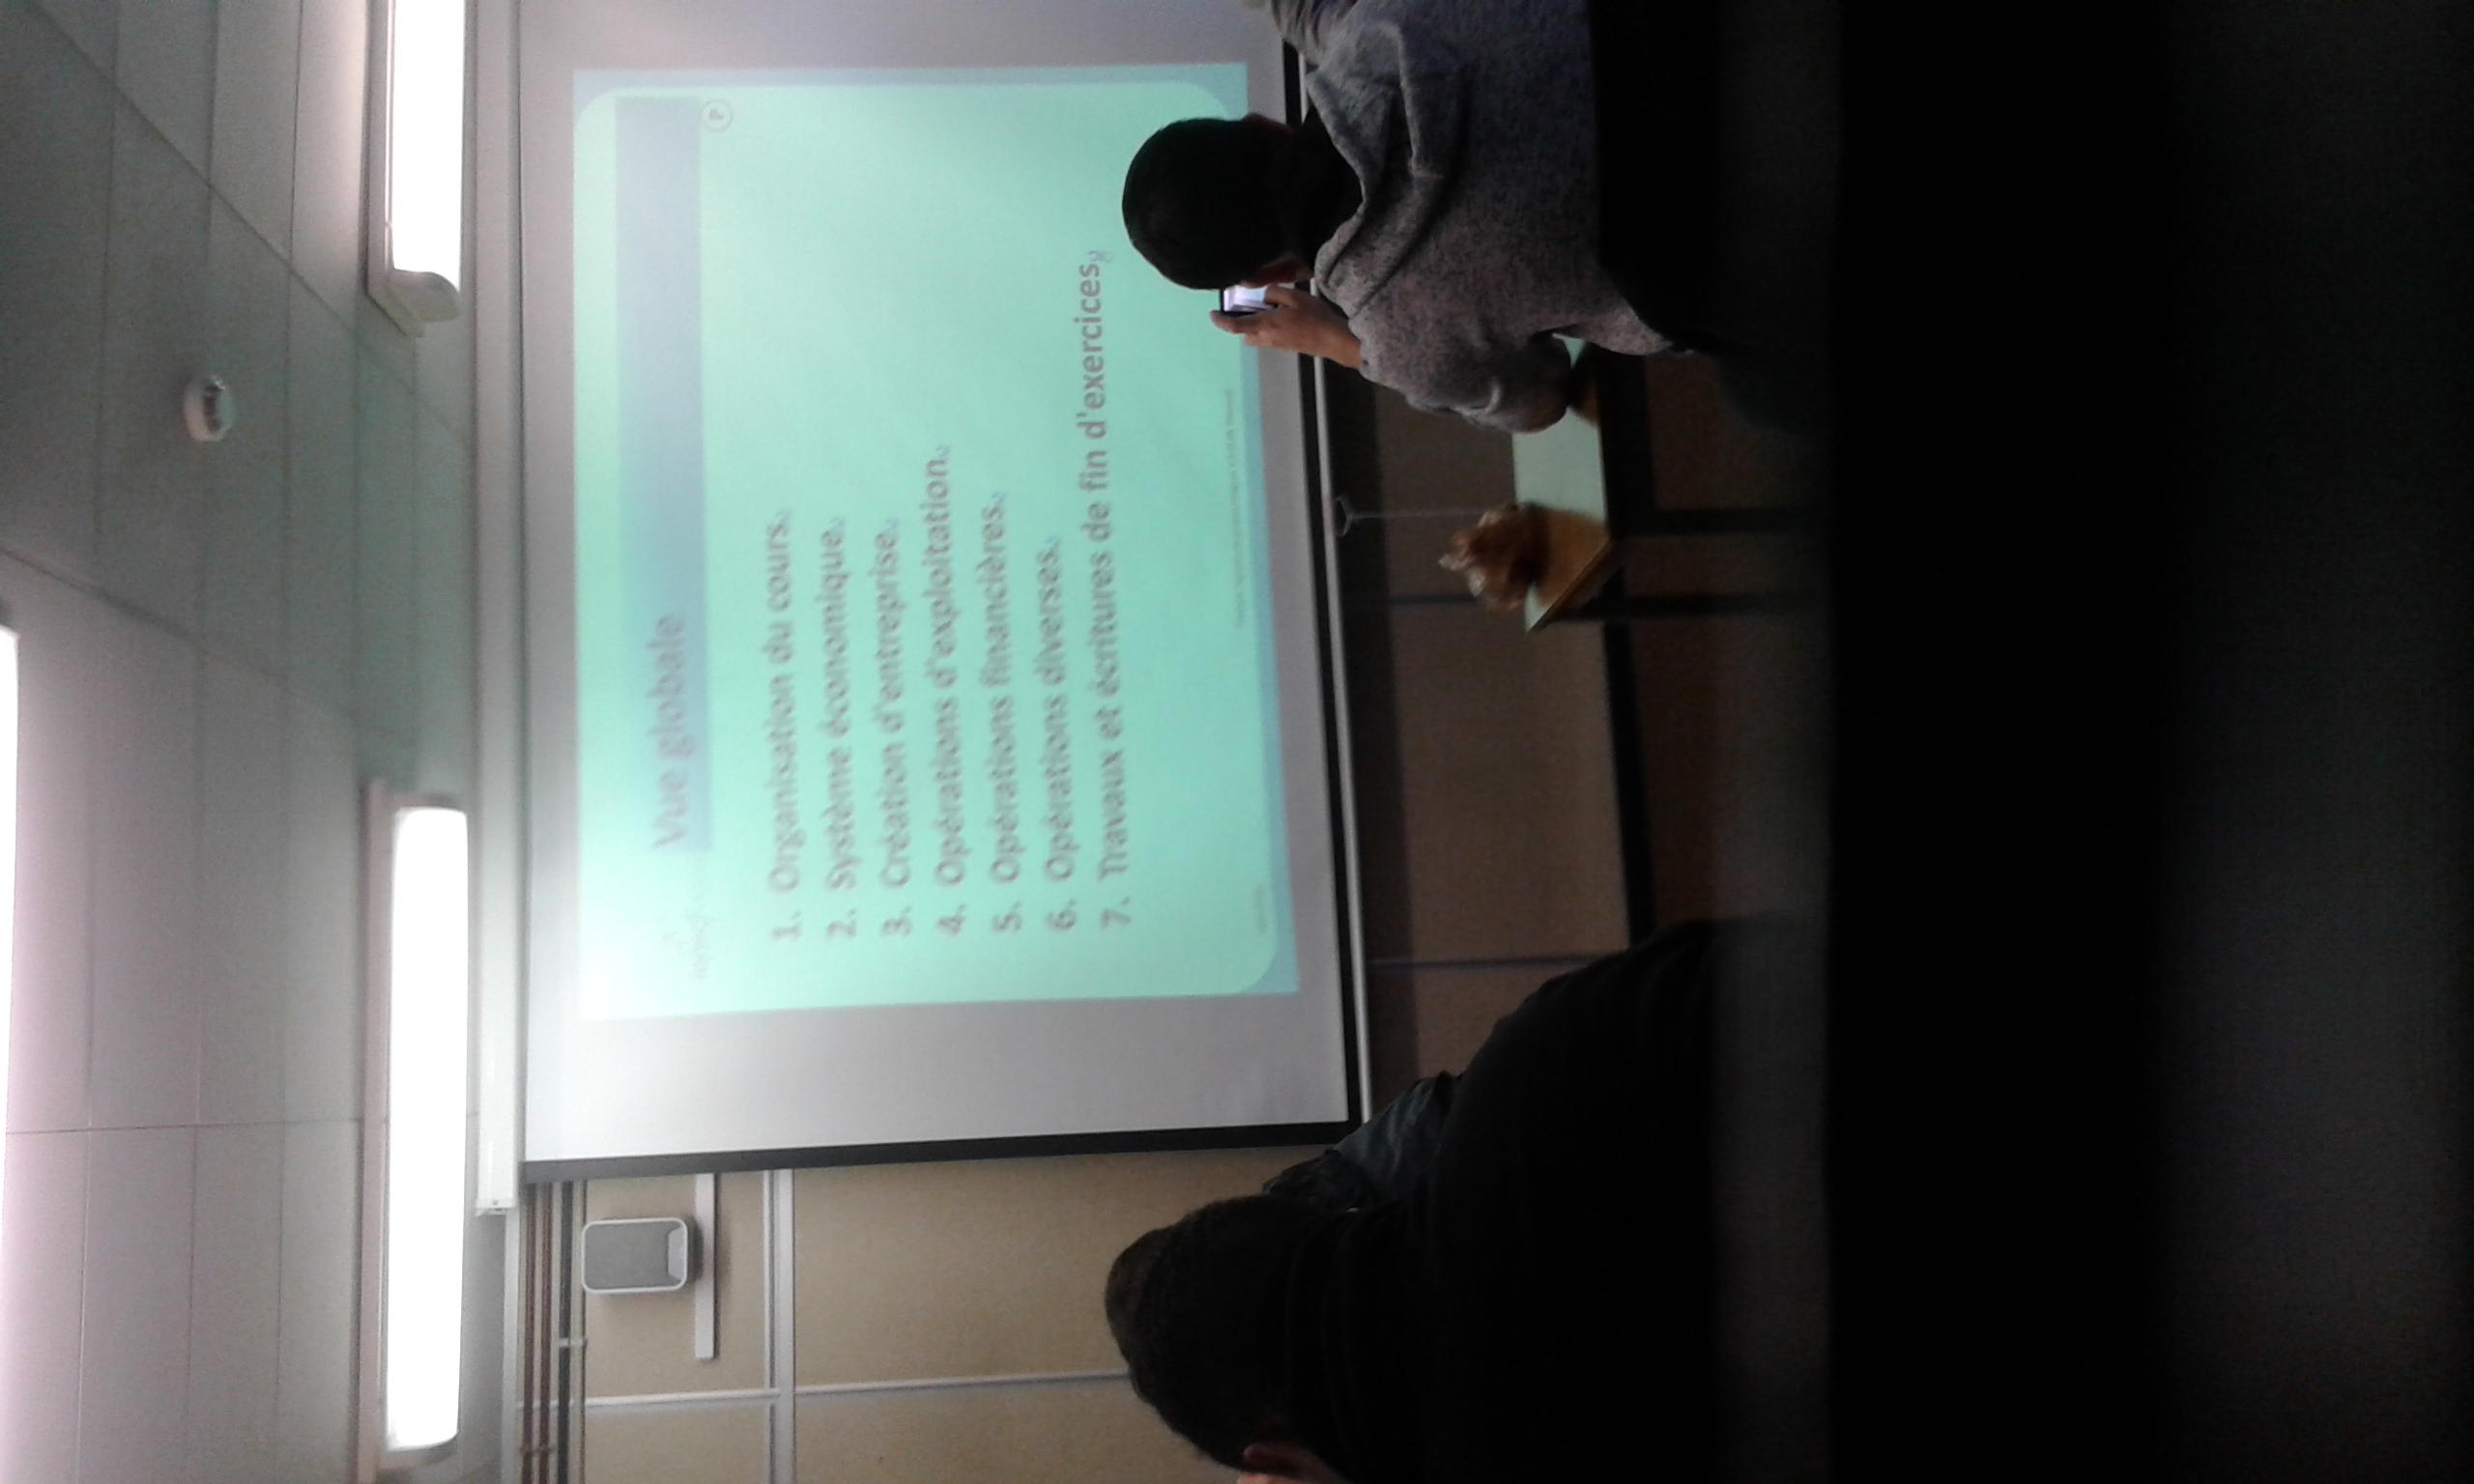 Vue globale
P
1. Organisation du cours.
2. Système économique.
3. Création d'entreprise.
4. Opérations d'exploitation.
5. Opérations financières.
6. Opérations diverses.
7. Travaux et écritures de fin d'exercices.